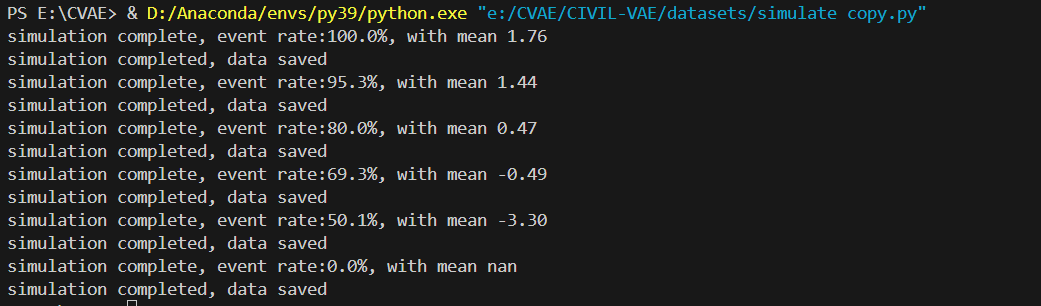 PS E:\CVAE> & D:/Anaconda/envs/py39/python.exe "e:/CVAE/CIVIL-VAE/datasets/simulate copy.py"
simulation complete, event rate:100.0%, with mean 1.76
simulation completed, data saved
simulation complete, event rate:95.3%, with mean 1.44
simulation completed, data saved
simulation complete, event rate:80.0%, with mean 0.47
simulation completed, data saved
simulation complete, event rate:69.3%, with mean -0.49
simulation completed, data saved
simulation complete, event rate:50.1%, with mean -3.30
simulation completed, data saved
simulation complete, event rate:0.0%, with mean nan
simulation completed, data saved